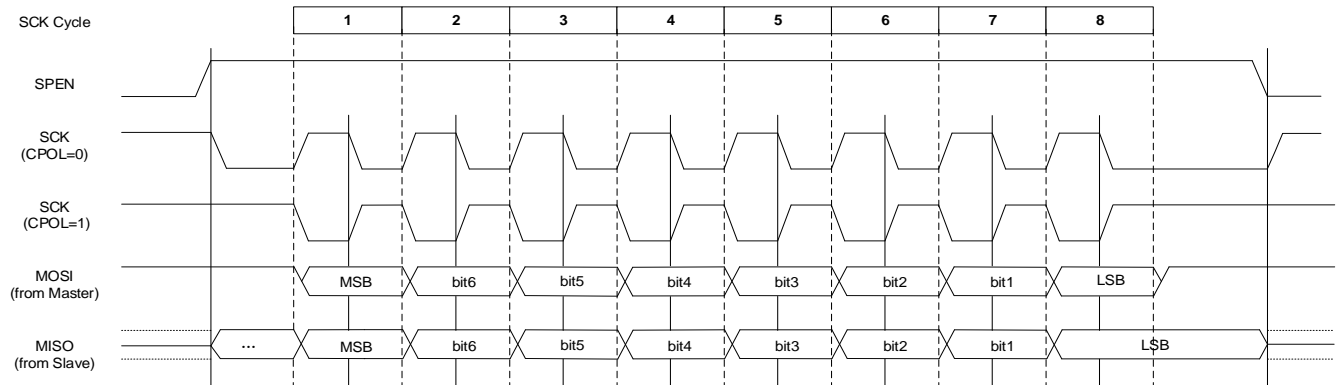 SCK Cycle 1 2 3 4 5 6 7 8
SPEN
SCK
(CPOL=0)
SCK
(CPOL=1)
MOSI
(from Master)
MSB bit6 bit5 bit4 bit3 bit2 bit1 LSB
MISO
(from Slave)
... MSB bit6 bit5 bit4 bit3 bit2 bit1 LSB